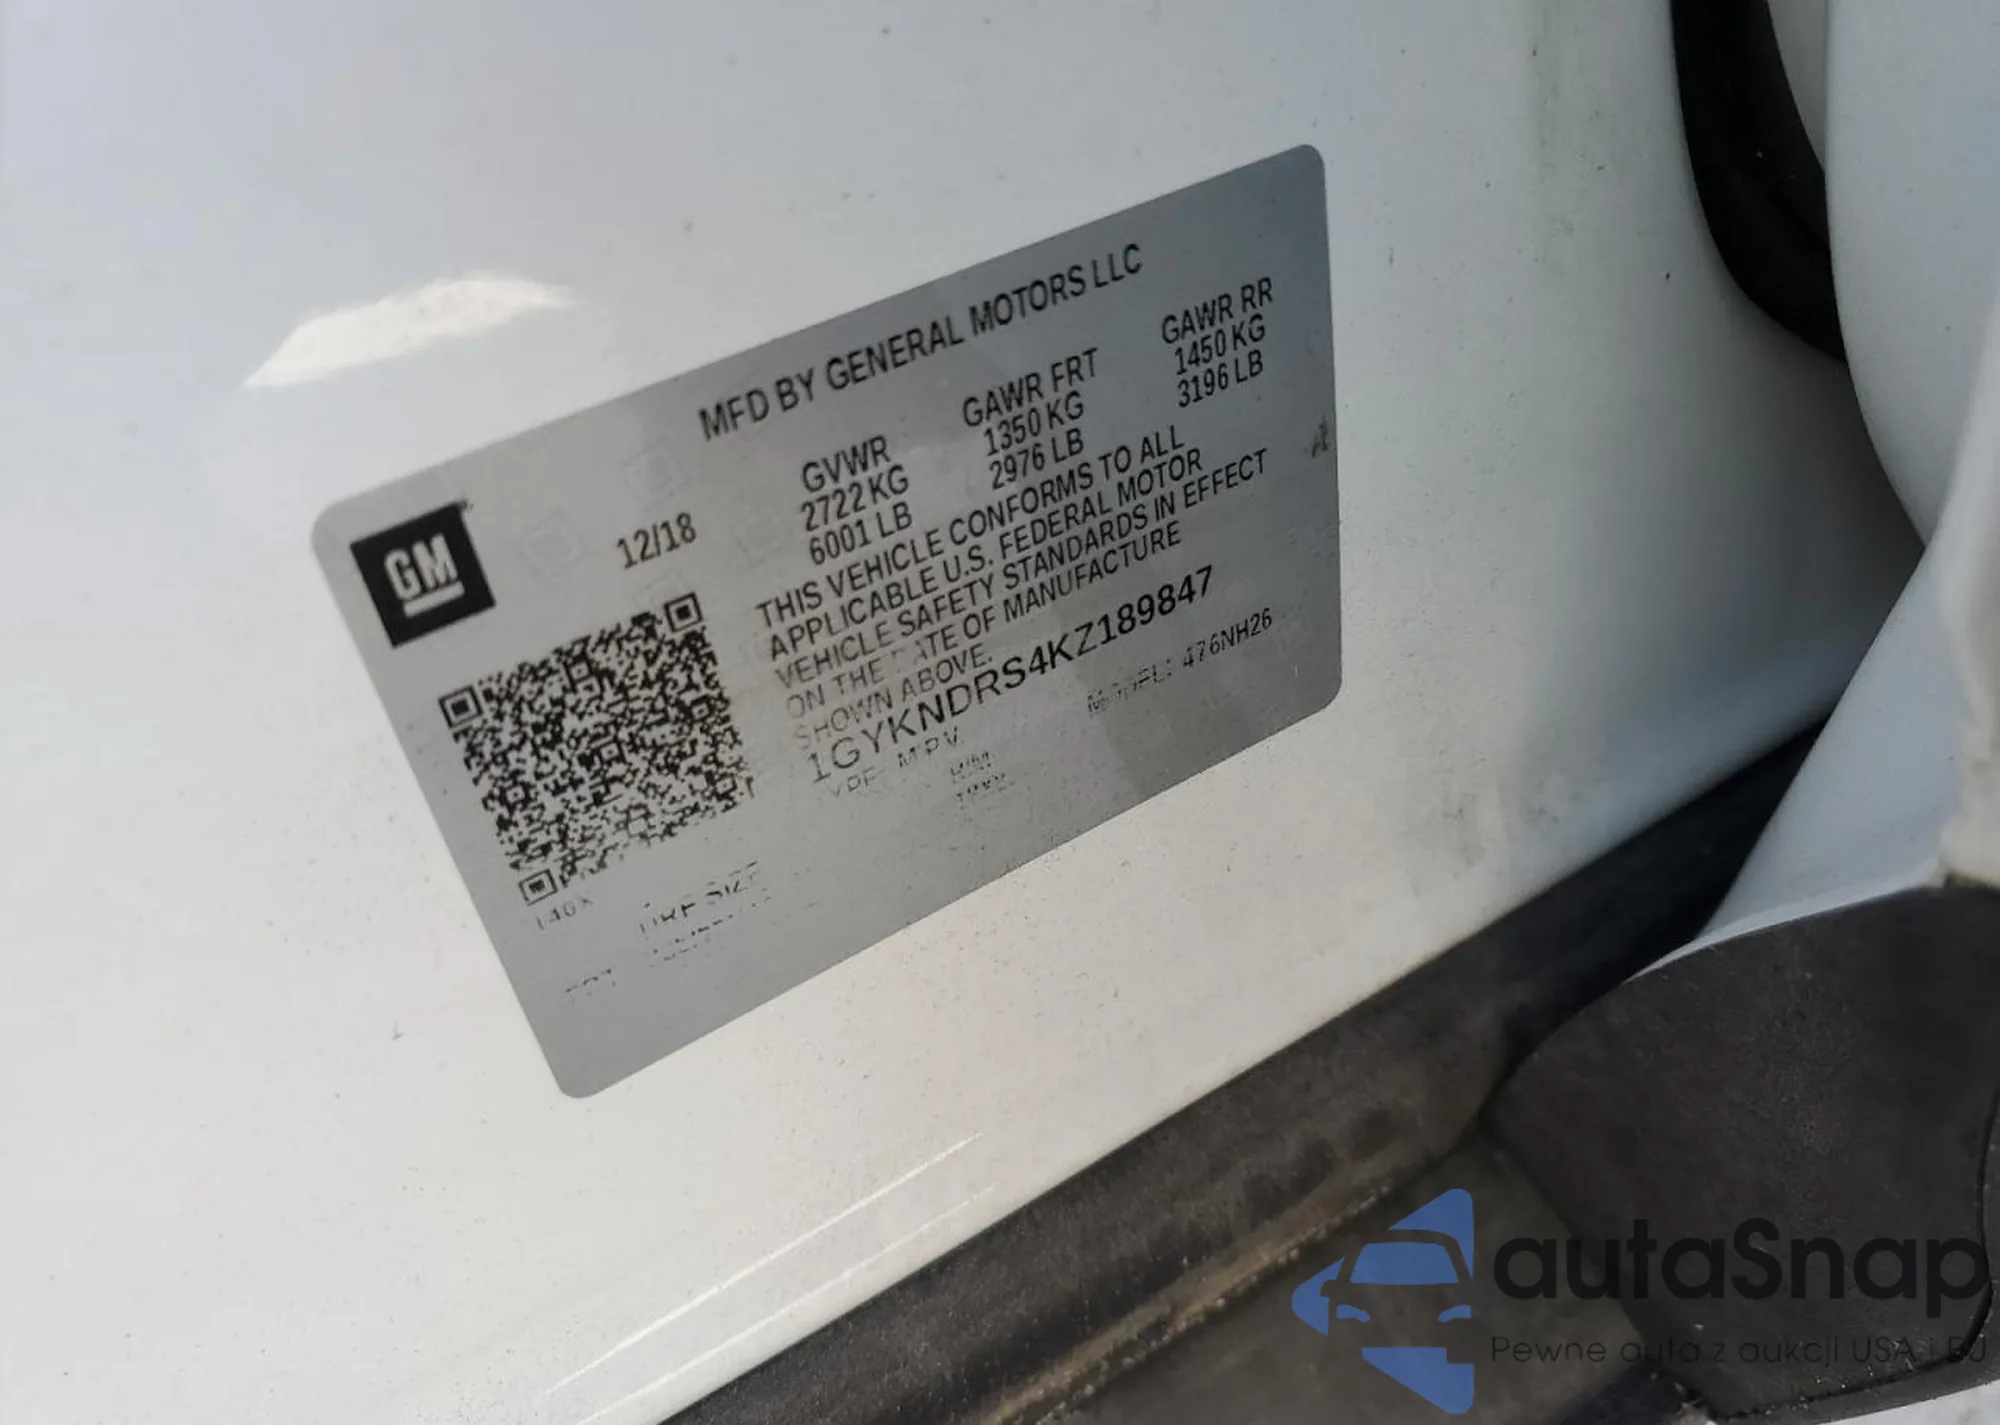 MFD BY GENERAL MOTORS LLC
GM
12/18
GVWR
2722 KG
6001 LB
GAWR FRT
1350 KG
2976 LB
GAWR RR
1450 KG
3196 LB
THIS VEHICLE CONFORMS TO ALL
APPLICABLE U.S. FEDERAL MOTOR
VEHICLE SAFETY STANDARDS IN EFFECT
ON THE DATE OF MANUFACTURE
SHOWN ABOVE.
1GYKNDRS4KZ189847
MPV
476NH26
SIZE
autaSnap
Pewne auta z aukcji USA i EU